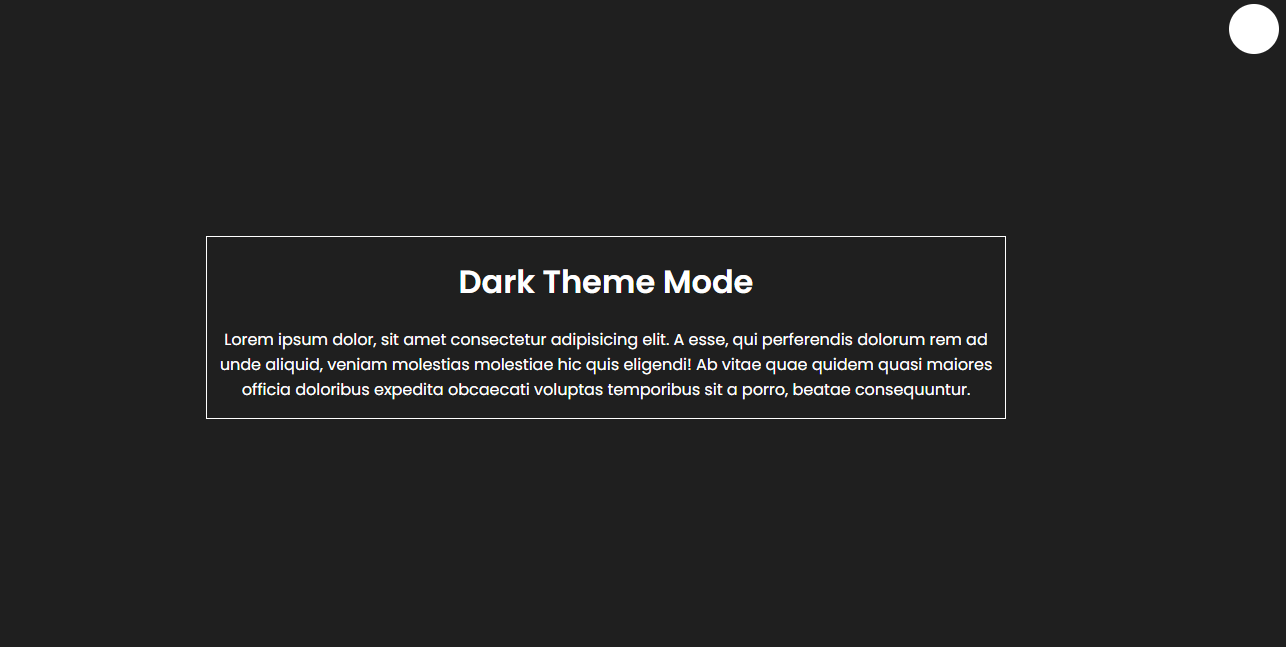 Dark Theme Mode
Lorem ipsum dolor, sit amet consectetur adipisicing elit. A esse, qui perferendis dolorum rem ad
unde aliquid, veniam molestias molestiae hic quis eligendi! Ab vitae quae quidem quasi maiores
officia doloribus expedita obcaecati voluptas temporibus sit a porro, beatae consequuntur.